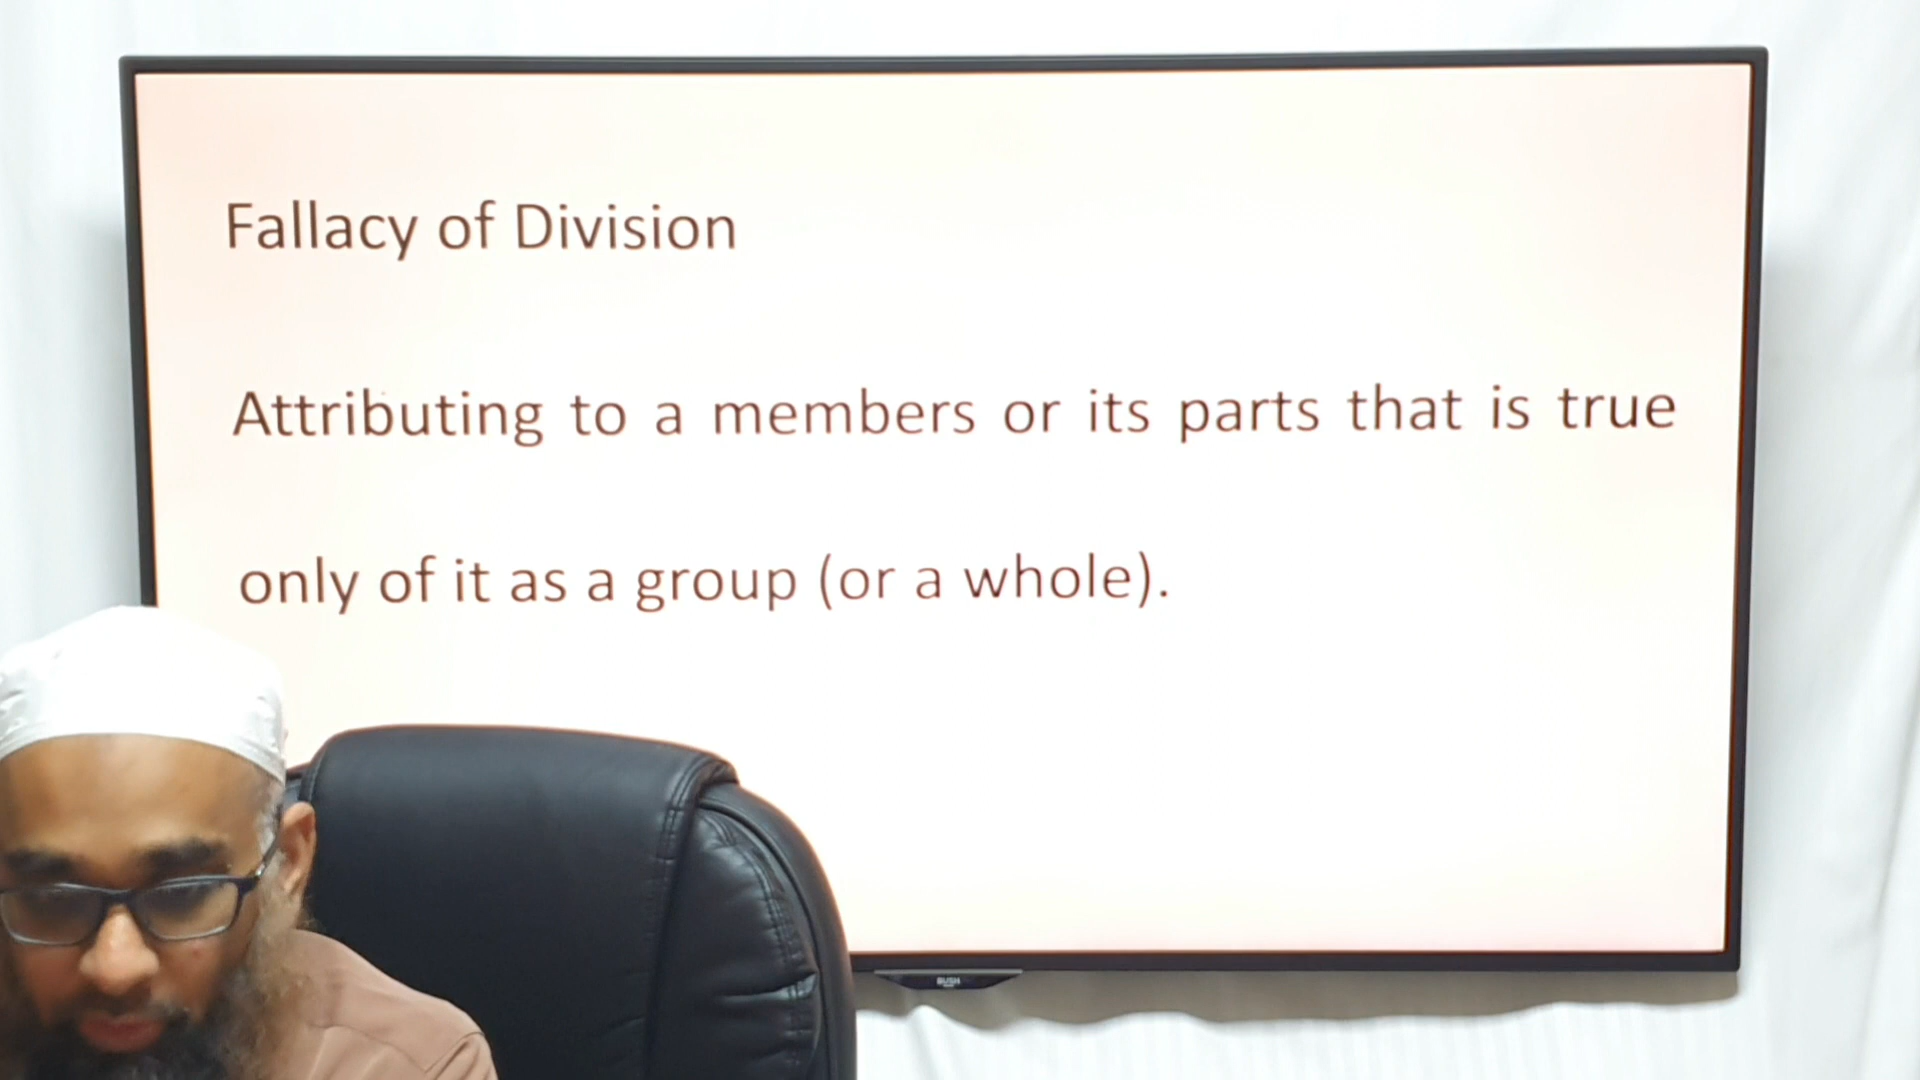 Fallacy of Division
Attributing to a members or its parts that is true
only of it as a group (or a whole).
BUSH